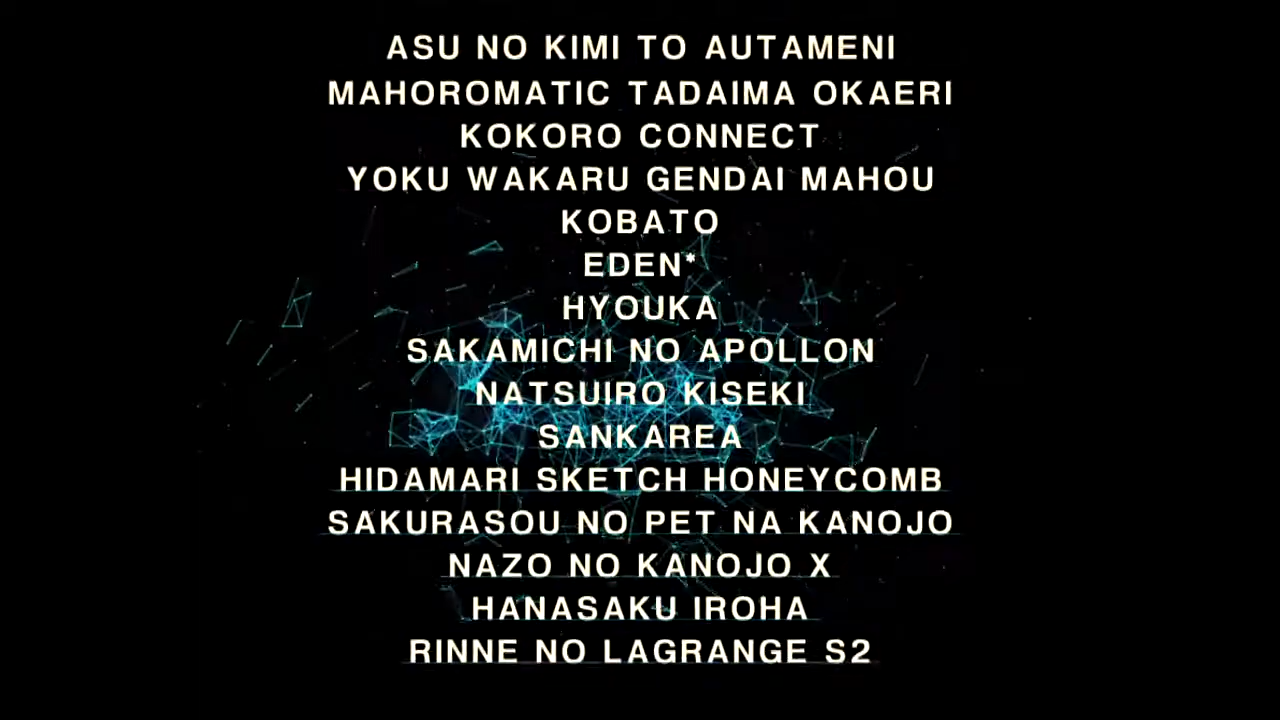 ASU NO KIMI TO AUTAMENI
MAHOROMATIC TADAIMA OKAERI
KOKORO CONNECT
YOKU WAKARU GENDAI MAHOU
KOBATO
EDEN*
HYOUKA
SAKAMICHI NO APOLLON
NATSUIRO KISEKI
SANKAREA
HIDAMARI SKETCH HONEYCOMB
SAKURASOU NO PET NA KANOJO
NAZO NO KANOJO X
HANASAKU IROHA
RINNE NO LAGRANGE S2